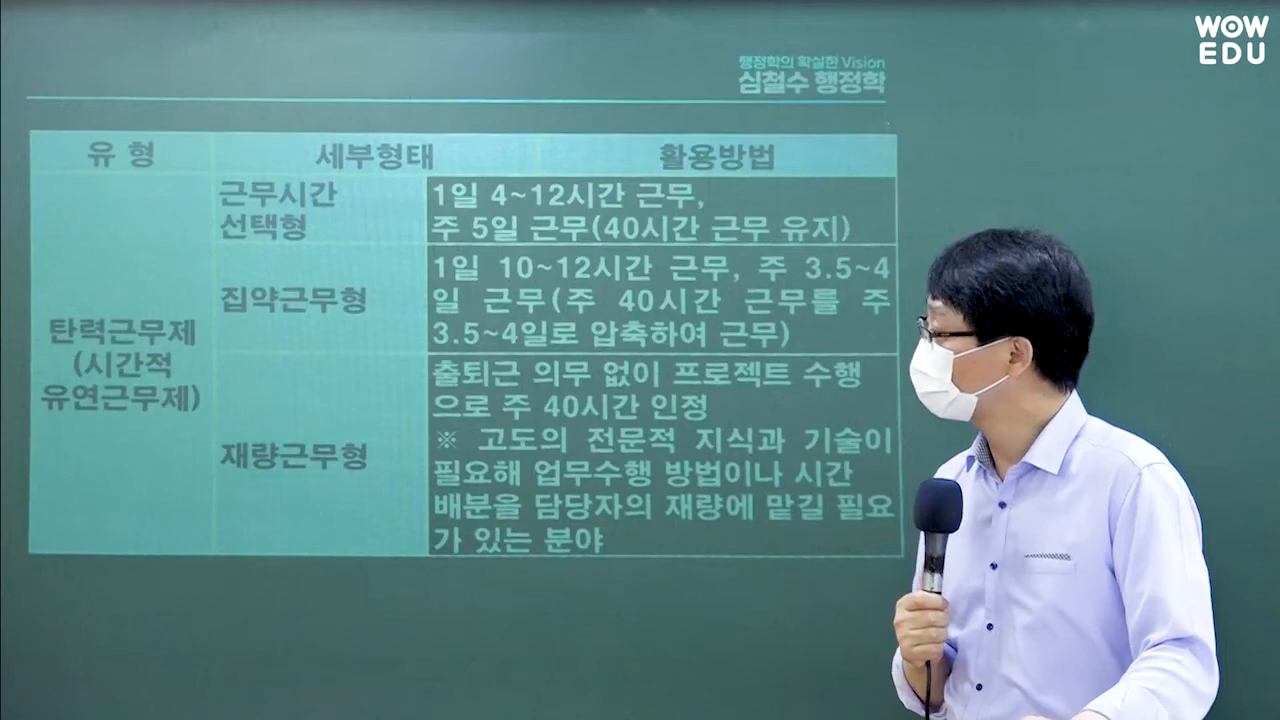 WOW
EDU
행정학의 확실한 Vision
심철수 행정학
유 형
세부형태
활용방법
탄력근무제
(시간적
유연근무제)
근무시간
선택형
1일 4~12시간 근무,
주 5일 근무(40시간 근무 유지)
집약근무형
1일 10~12시간 근무, 주 3.5~4
일 근무(주 40시간 근무를 주
3.5~4일로 압축하여 근무)
재량근무형
출퇴근 의무 없이 프로젝트 수행
으로 주 40시간 인정
※ 고도의 전문적 지식과 기술이
필요해 업무수행 방법이나 시간
배분을 담당자의 재량에 맡길 필요
가 있는 분야